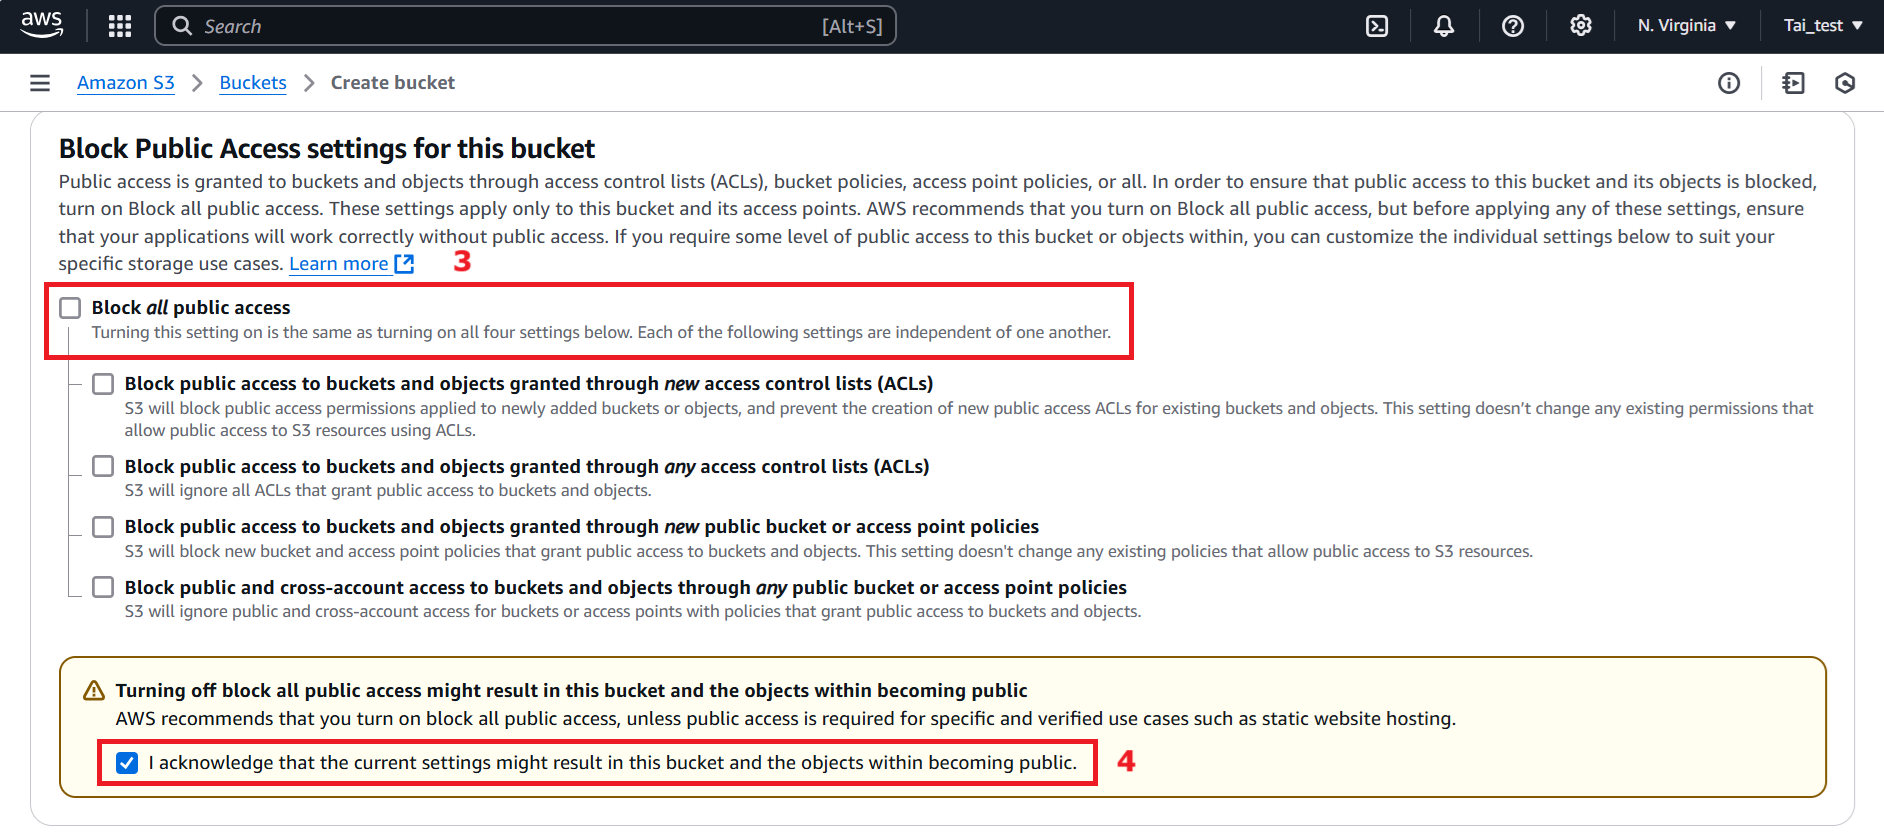 aws
Search
[Alt+S]
N. Virginia
Tai_test
Amazon S3
Buckets
Create bucket
Block Public Access settings for this bucket
Public access is granted to buckets and objects through access control lists (ACLs), bucket policies, access point policies, or all. In order to ensure that public access to this bucket and its objects is blocked,
turn on Block all public access. These settings apply only to this bucket and its access points. AWS recommends that you turn on Block all public access, but before applying any of these settings, ensure
that your applications will work correctly without public access. If you require some level of public access to this bucket or objects within, you can customize the individual settings below to suit your
specific storage use cases. Learn more
3
Block all public access
Turning this setting on is the same as turning on all four settings below. Each of the following settings are independent of one another.
Block public access to buckets and objects granted through new access control lists (ACLs)
S3 will block public access permissions applied to newly added buckets or objects, and prevent the creation of new public access ACLs for existing buckets and objects. This setting doesn’t change any existing permissions that
allow public access to S3 resources using ACLs.
Block public access to buckets and objects granted through any access control lists (ACLs)
S3 will ignore all ACLs that grant public access to buckets and objects.
Block public access to buckets and objects granted through new public bucket or access point policies
S3 will block new bucket and access point policies that grant public access to buckets and objects. This setting doesn't change any existing policies that allow public access to S3 resources.
Block public and cross-account access to buckets and objects through any public bucket or access point policies
S3 will ignore public and cross-account access for buckets or access points with policies that grant public access to buckets and objects.
Turning off block all public access might result in this bucket and the objects within becoming public
AWS recommends that you turn on block all public access, unless public access is required for specific and verified use cases such as static website hosting.
I acknowledge that the current settings might result in this bucket and the objects within becoming public.
4